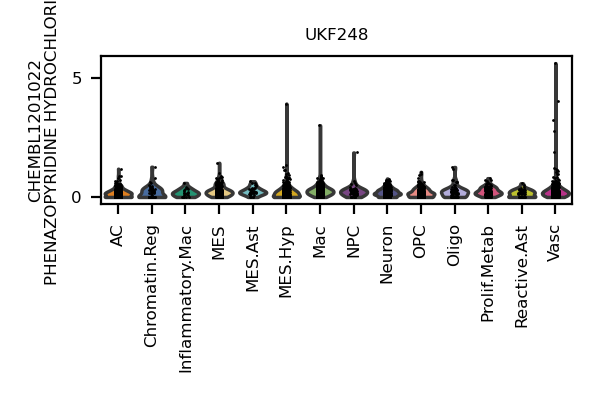 UKF248
CHEMBL1201022
PHENAZOPYRIDINE HYDROCHLORI
5
0
AC
Chromatin.Reg
Inflammatory.Mac
MES
MES.Ast
MES.Hyp
Mac
NPC
Neuron
OPC
Oligo
Prolif.Metab
Reactive.Ast
Vasc